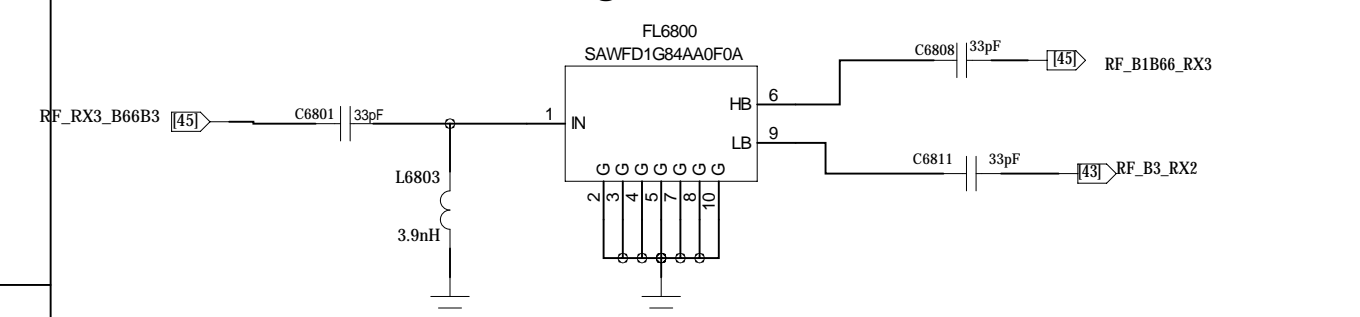 FL6800
SAWFD1G84AA0F0A
C6808 33pF [45] RF_B1B66_RX3
HB 6
RF_RX3_B66B3 [45] C6801 33pF 1 IN
LB 9
C6811 33pF [43] RF_B3_RX2
L6803
3.9nH
G G G G G G G
2 3 4 5 7 8 10